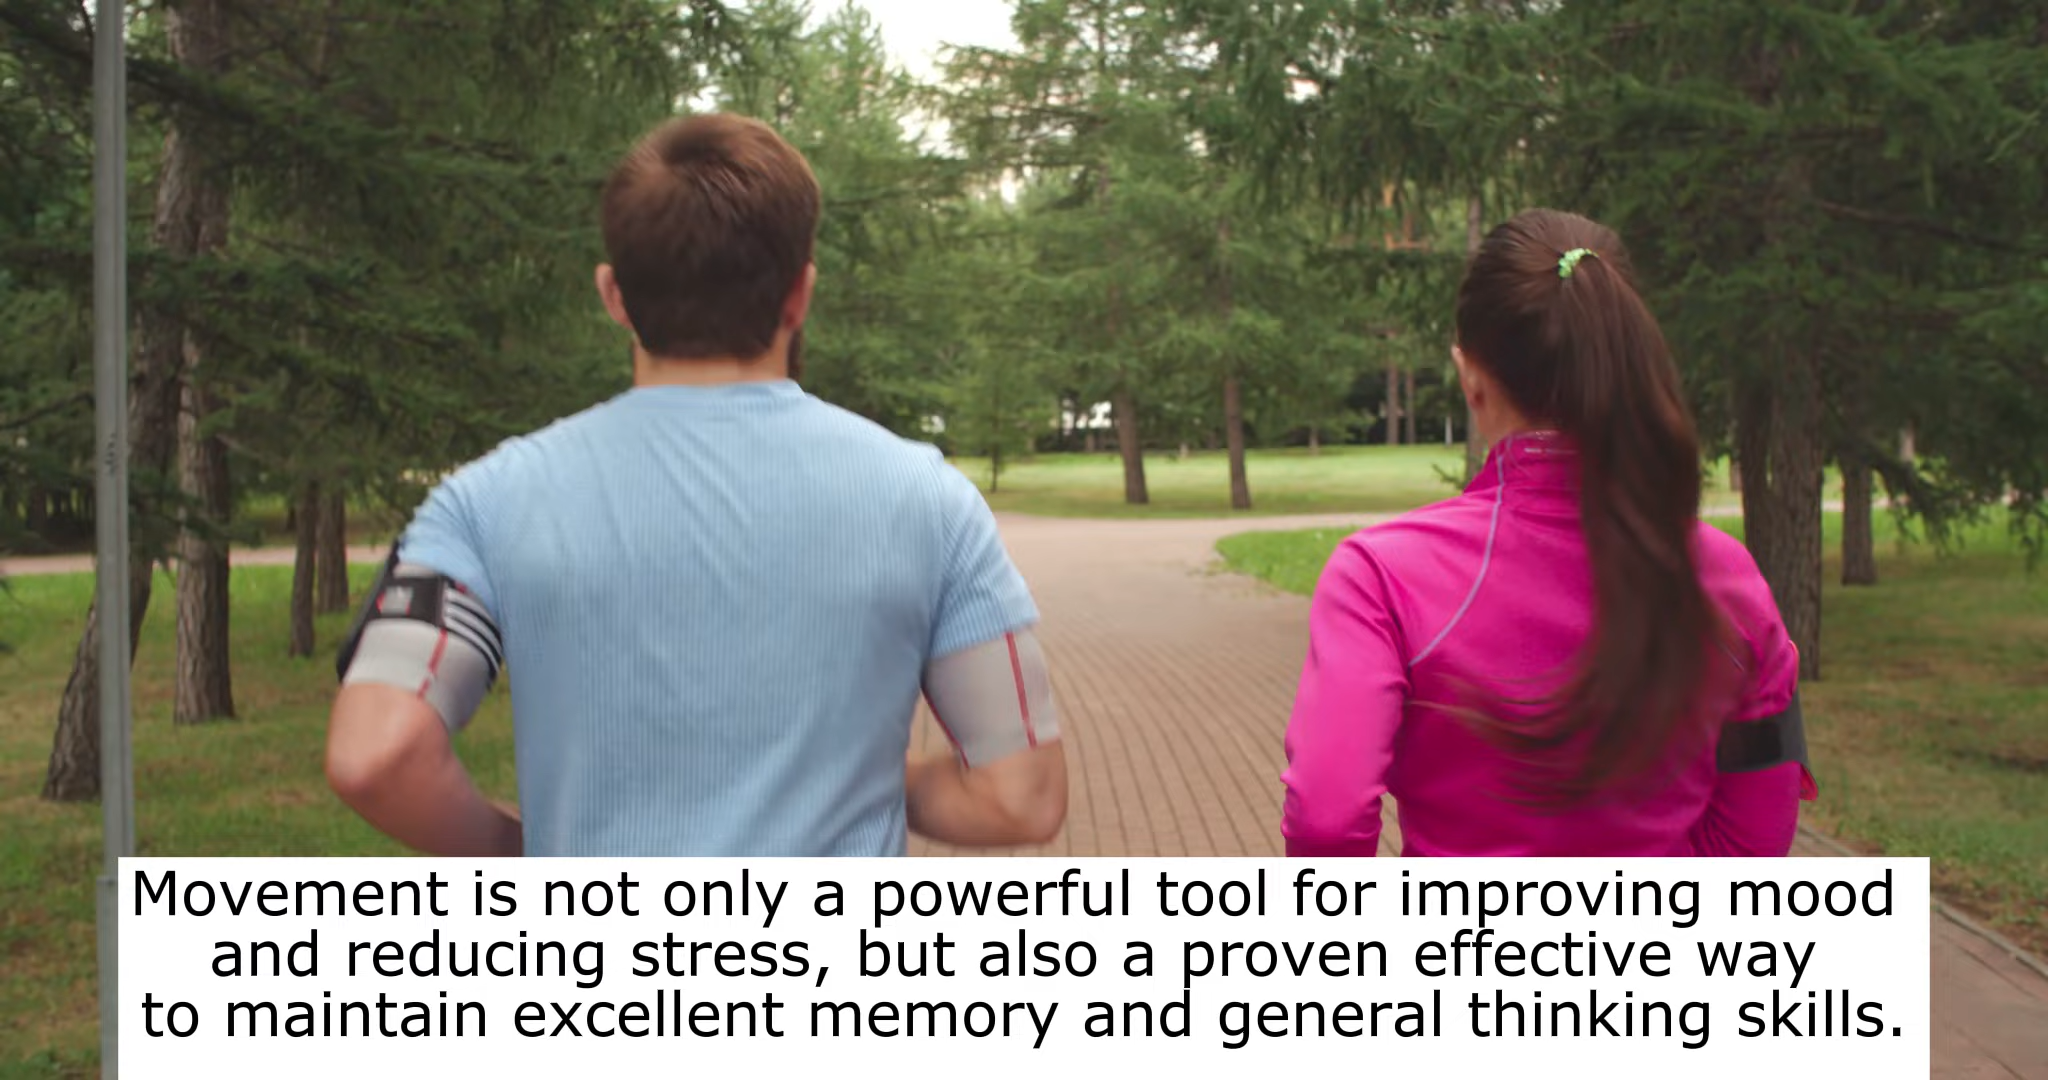 Movement is not only a powerful tool for improving mood
and reducing stress, but also a proven effective way
to maintain excellent memory and general thinking skills.